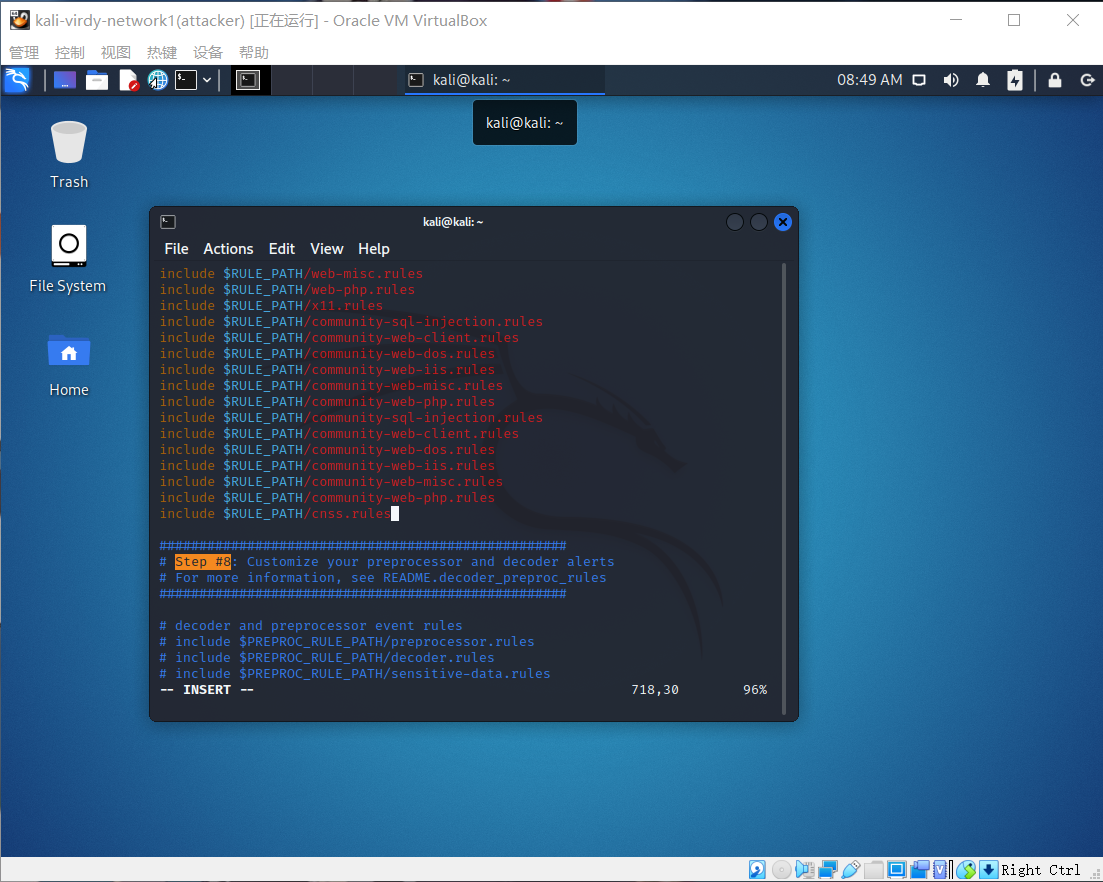 kali-virdy-network1(attacker) [正在运行] - Oracle VM VirtualBox
管理 控制 视图 热键 设备 帮助
kali@kali: ~
08:49 AM
kali@kali: ~
Trash
File System
Home
kali@kali: ~
File Actions Edit View Help
include $RULE_PATH/web-misc.rules
include $RULE_PATH/web-php.rules
include $RULE_PATH/x11.rules
include $RULE_PATH/community-sql-injection.rules
include $RULE_PATH/community-web-client.rules
include $RULE_PATH/community-web-dos.rules
include $RULE_PATH/community-web-iis.rules
include $RULE_PATH/community-web-misc.rules
include $RULE_PATH/community-web-php.rules
include $RULE_PATH/community-sql-injection.rules
include $RULE_PATH/community-web-client.rules
include $RULE_PATH/community-web-dos.rules
include $RULE_PATH/community-web-iis.rules
include $RULE_PATH/community-web-misc.rules
include $RULE_PATH/community-web-php.rules
include $RULE_PATH/cnss.rules
###################################################
# Step #8: Customize your preprocessor and decoder alerts
# For more information, see README.decoder_preproc_rules
###################################################
# decoder and preprocessor event rules
# include $PREPROC_RULE_PATH/preprocessor.rules
# include $PREPROC_RULE_PATH/decoder.rules
# include $PREPROC_RULE_PATH/sensitive-data.rules
-- INSERT -- 718,30 96%
Right Ctrl